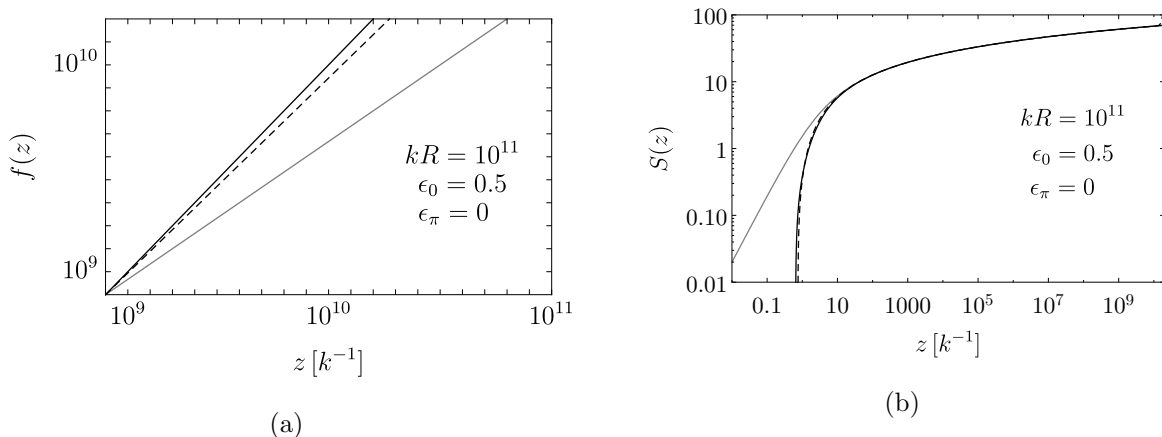 f(z)
10^10
10^9
kR = 10^11
ϵ_0 = 0.5
ϵ_π = 0
10^9 10^10 10^11
z [k^−1]
(a)
S(z)
100
10
1
0.10
0.01
kR = 10^11
ϵ_0 = 0.5
ϵ_π = 0
0.1 10 1000 10^5 10^7 10^9
z [k^−1]
(b)